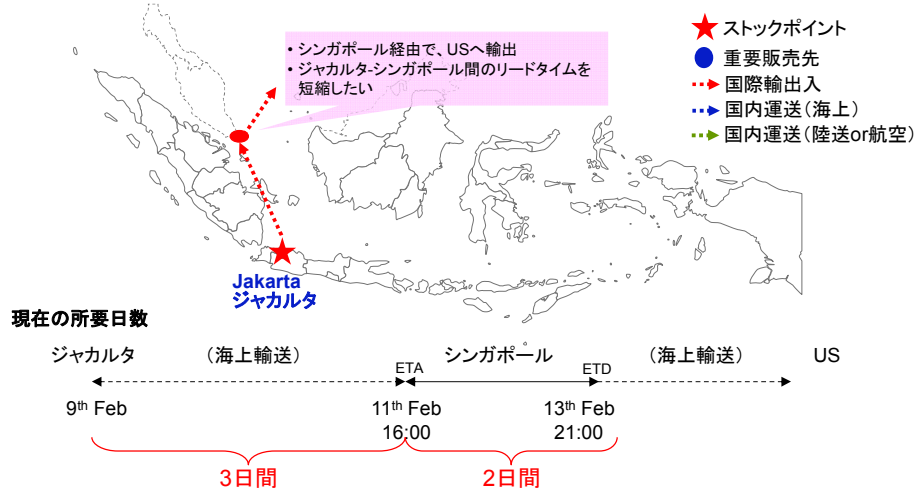 ストックポイント
重要販売先
国際輸出入
国内運送(海上)
国内運送(陸送or航空)
• シンガポール経由で、USへ輸出
• ジャカルタ-シンガポール間のリードタイムを
短縮したい
Jakarta
ジャカルタ
現在の所要日数
ジャカルタ (海上輸送) シンガポール (海上輸送) US
ETA ETD
9th Feb 11th Feb 13th Feb
16:00 21:00
3日間 2日間